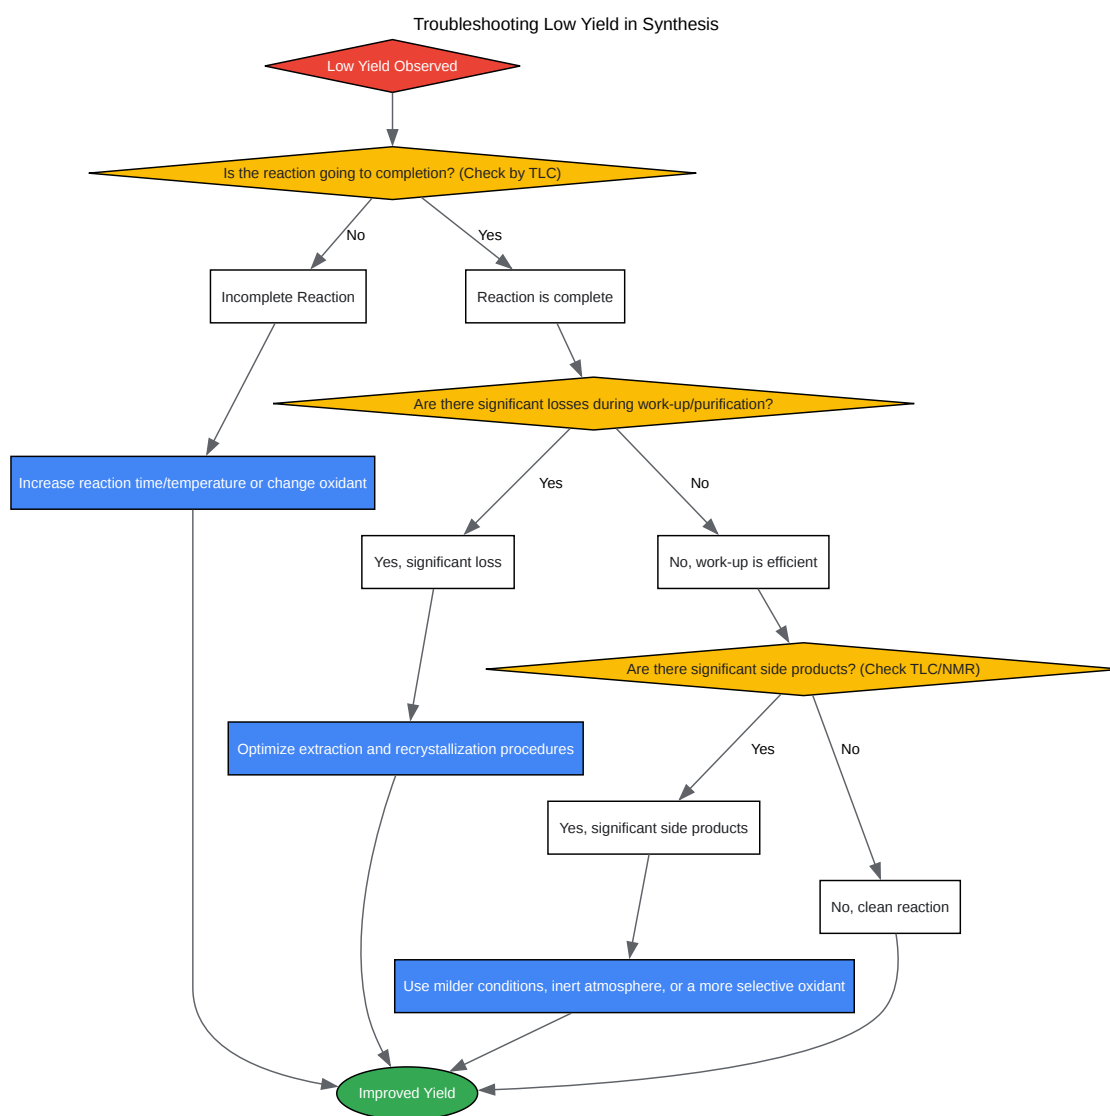 Troubleshooting Low Yield in Synthesis
Low Yield Observed
Is the reaction going to completion? (Check by TLC)
No
Yes
Incomplete Reaction
Reaction is complete
Are there significant losses during work-up/purification?
Increase reaction time/temperature or change oxidant
Yes
No
Yes, significant loss
No, work-up is efficient
Are there significant side products? (Check TLC/NMR)
Optimize extraction and recrystallization procedures
Yes
No
Yes, significant side products
No, clean reaction
Use milder conditions, inert atmosphere, or a more selective oxidant
Improved Yield